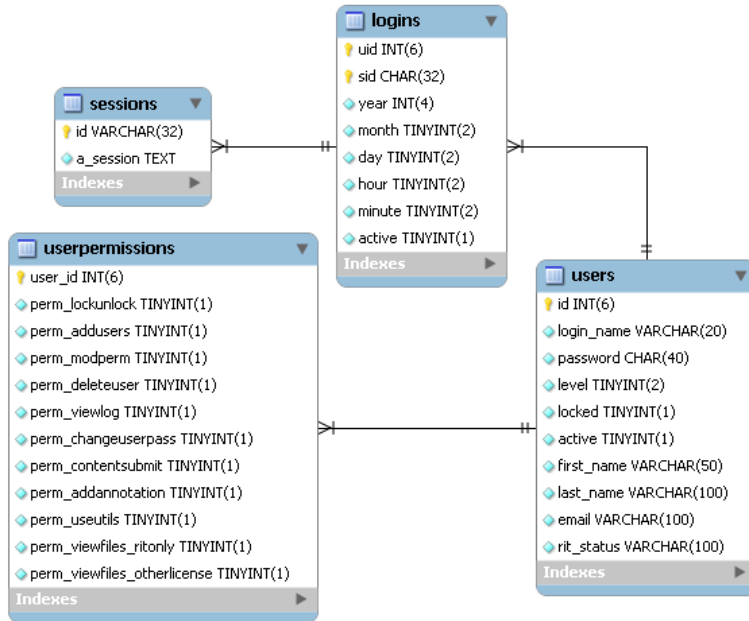 logins
uid INT(6)
sid CHAR(32)
year INT(4)
month TINYINT(2)
day TINYINT(2)
hour TINYINT(2)
minute TINYINT(2)
active TINYINT(1)
Indexes
sessions
id VARCHAR(32)
a_session TEXT
Indexes
userpermissions
user_id INT(6)
perm_lockunlock TINYINT(1)
perm_addusers TINYINT(1)
perm_modperm TINYINT(1)
perm_deleteuser TINYINT(1)
perm_viewlog TINYINT(1)
perm_changeuserpass TINYINT(1)
perm_contentsubmit TINYINT(1)
perm_addannotation TINYINT(1)
perm_useutils TINYINT(1)
perm_viewfiles_ritonly TINYINT(1)
perm_viewfiles_otherlicense TINYINT(1)
Indexes
users
id INT(6)
login_name VARCHAR(20)
password CHAR(40)
level TINYINT(2)
locked TINYINT(1)
active TINYINT(1)
first_name VARCHAR(50)
last_name VARCHAR(100)
email VARCHAR(100)
rit_status VARCHAR(100)
Indexes